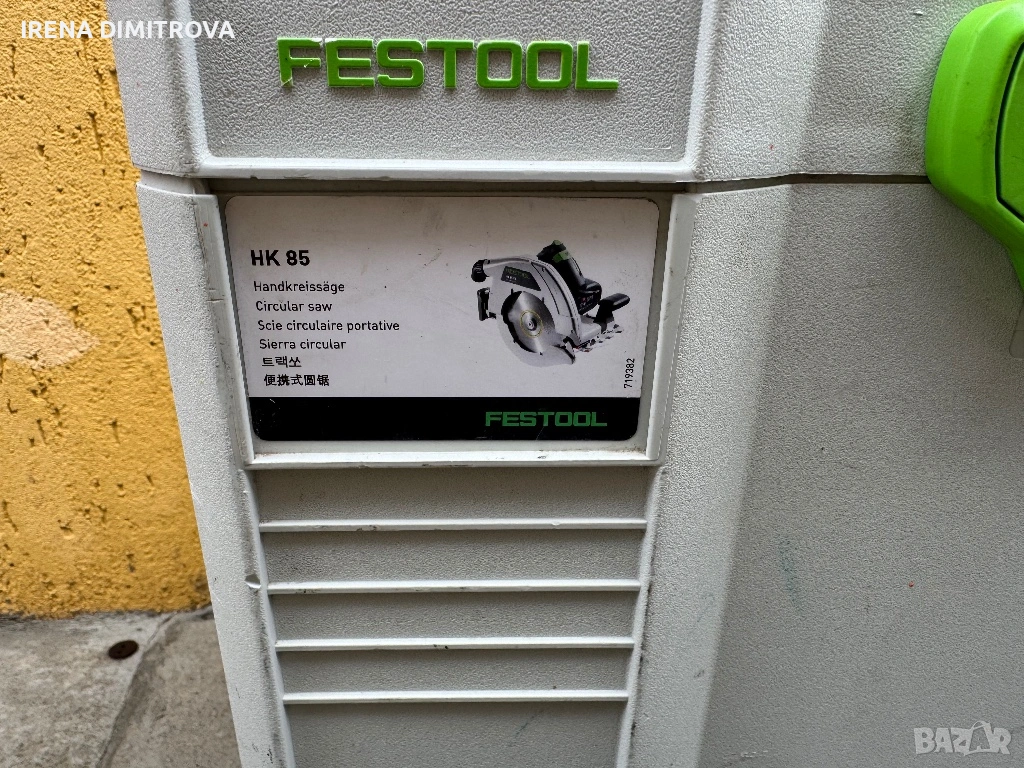 IRENA DIMITROVA
FESTOOL
HK 85
Handkreissäge
Circular saw
Scie circulaire portative
Sierra circular
트랙쏘
便携式圆锯
719382
FESTOOL
BAZAR